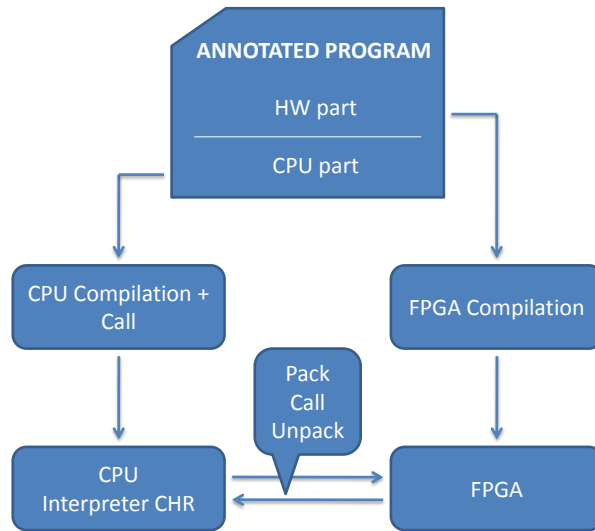 ANNOTATED PROGRAM
HW part
CPU part
CPU Compilation +
Call
FPGA Compilation
Pack
Call
Unpack
CPU
Interpreter CHR
FPGA